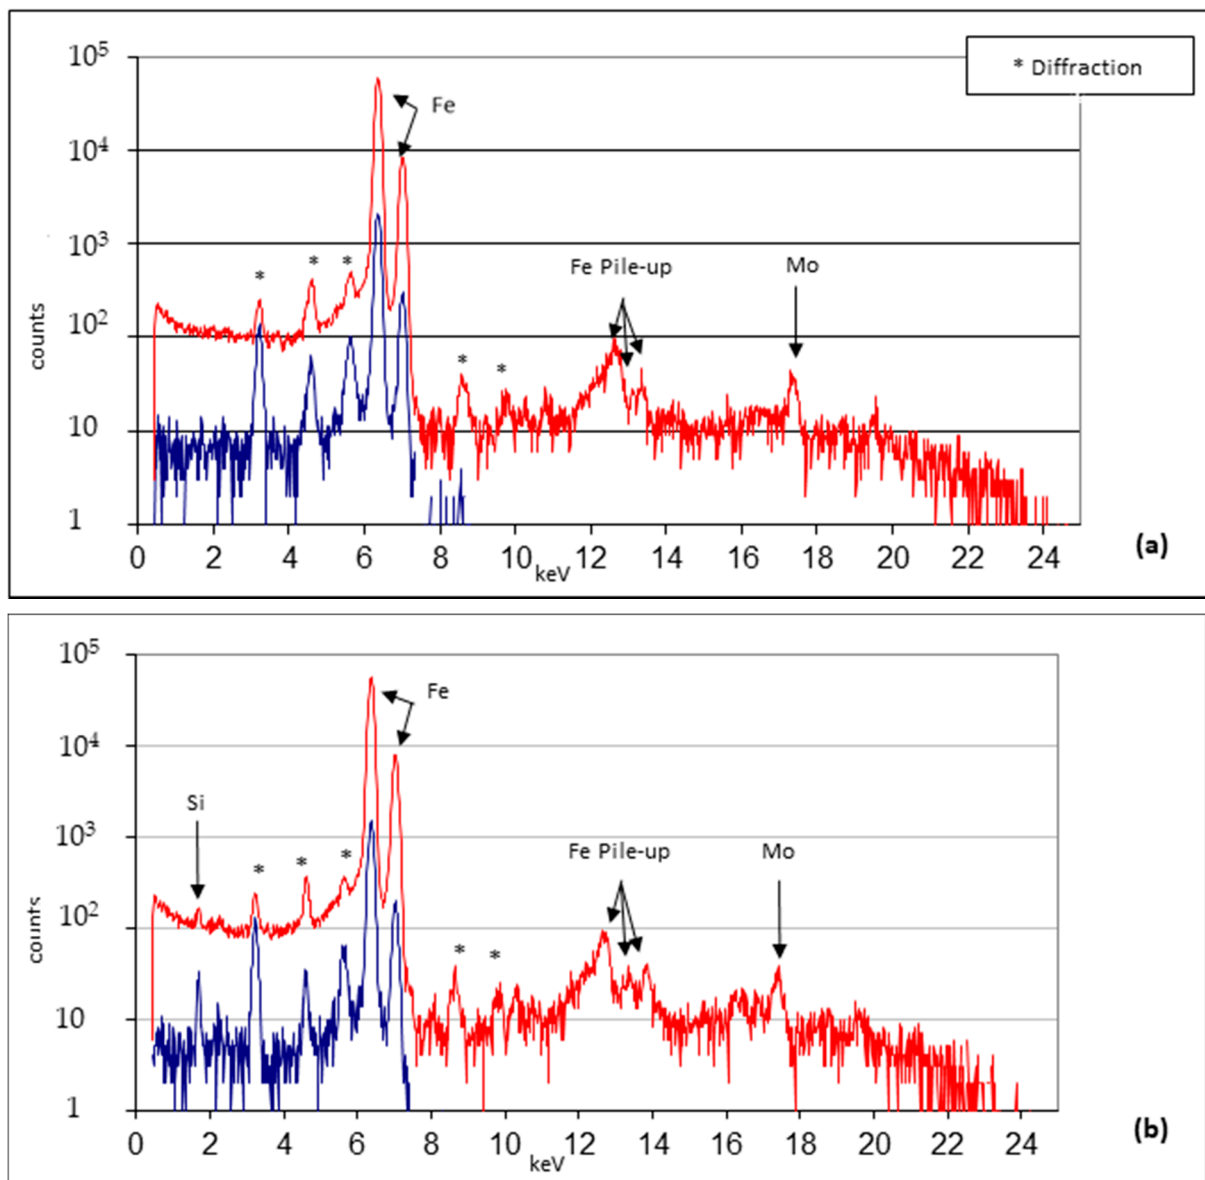 10⁵
* Diffraction
Fe
10⁴
10³
* * *
Fe Pile-up
Mo
counts
10²
* *
10
1
0 2 4 6 8 10 12 14 16 18 20 22 24
keV
(a)
10⁵
Fe
10⁴
Si
10³
* * *
Fe Pile-up
Mo
counts
10²
* *
10
1
0 2 4 6 8 10 12 14 16 18 20 22 24
keV
(b)